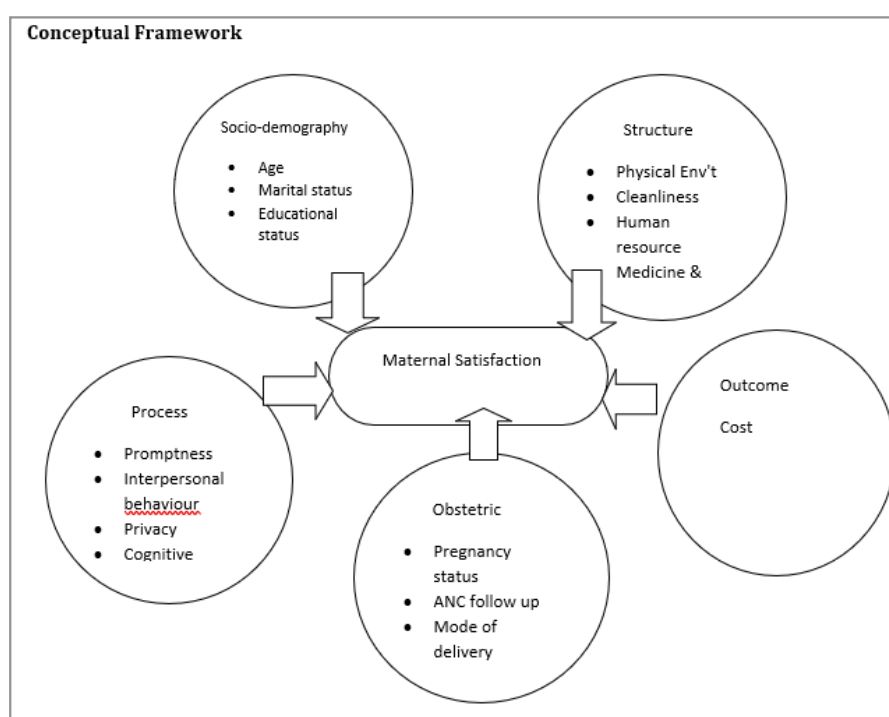 Conceptual Framework
Socio-demography
• Age
• Marital status
• Educational
status
Structure
• Physical Env't
• Cleanliness
• Human
resource
Medicine &
Maternal Satisfaction
Process
• Promptness
• Interpersonal
behaviour
• Privacy
• Cognitive
Obstetric
• Pregnancy
status
• ANC follow up
• Mode of
delivery
Outcome
Cost